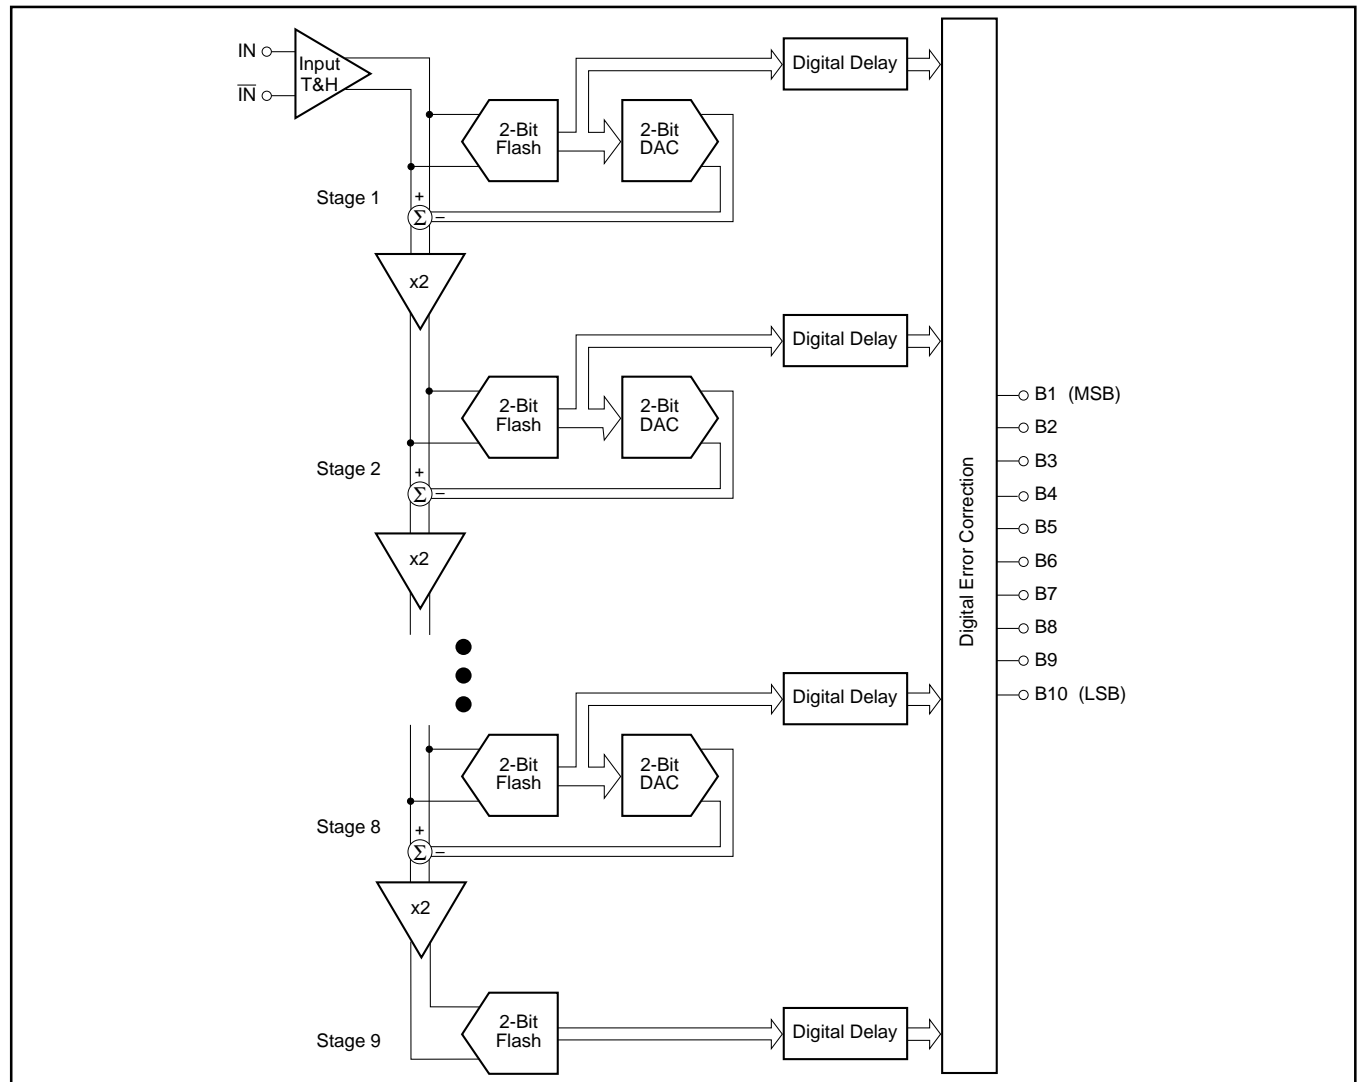 IN
Input
T&H
IN
Digital Delay
2-Bit
Flash
2-Bit
DAC
Stage 1
+
Σ
–
x2
Digital Delay
2-Bit
Flash
2-Bit
DAC
Stage 2
+
Σ
–
x2
Digital Delay
2-Bit
Flash
2-Bit
DAC
Stage 8
+
Σ
–
x2
2-Bit
Flash
Digital Delay
Stage 9
Digital Error Correction
B1 (MSB)
B2
B3
B4
B5
B6
B7
B8
B9
B10 (LSB)